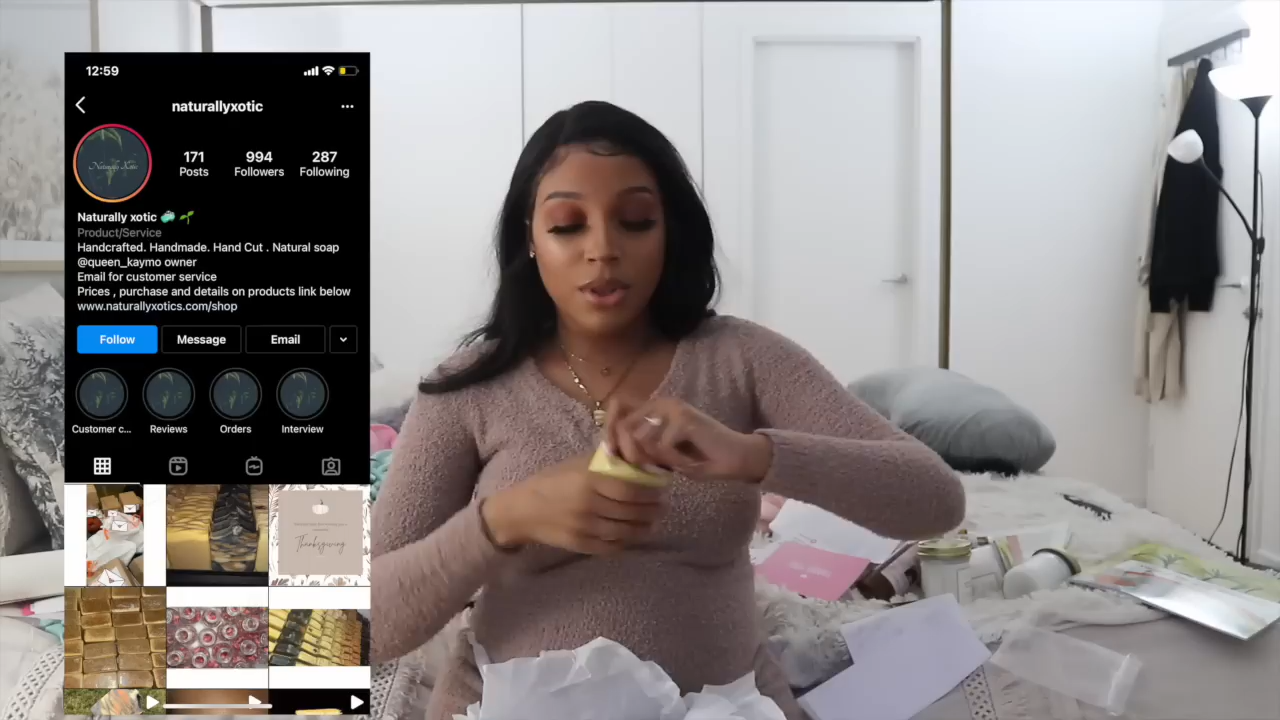 12:59
naturallyxotic
171 994 287
Posts Followers Following
Naturally Xotic
Naturally xotic
Product/Service
Handcrafted. Handmade. Hand Cut . Natural soap
@queen_kaymo owner
Email for customer service
Prices , purchase and details on products link below
www.naturallyxotics.com/shop
Follow Message Email
Customer c... Reviews Orders Interview
Thanksgiving